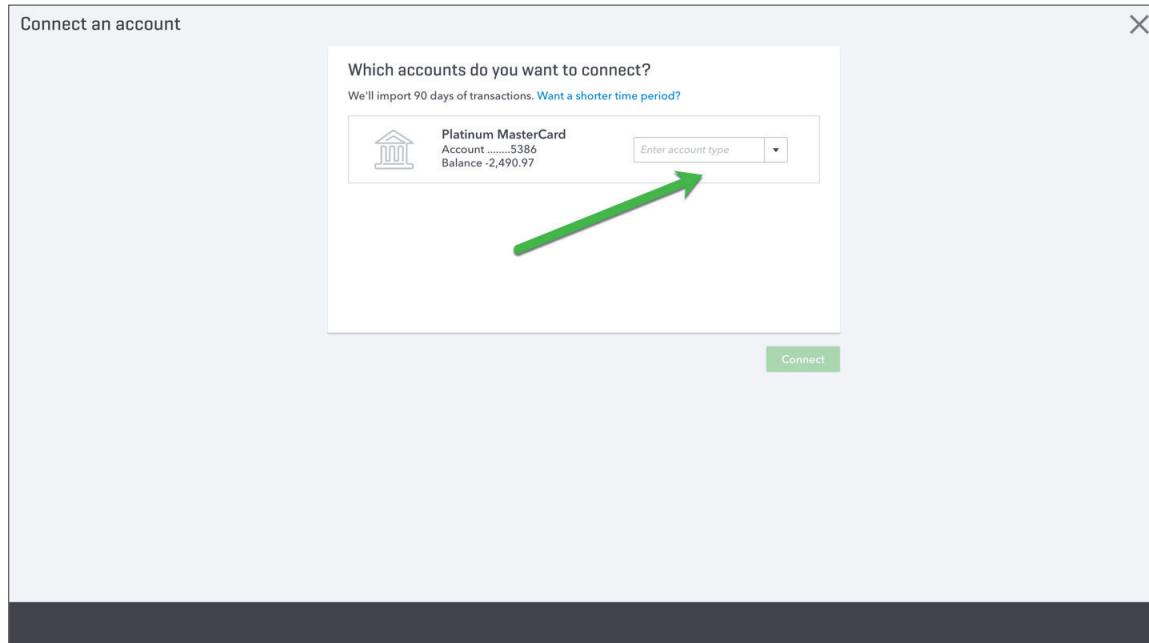 Connect an account
Which accounts do you want to connect?
We'll import 90 days of transactions. Want a shorter time period?
Platinum MasterCard
Account ........5386
Balance -2,490.97
Enter account type
Connect